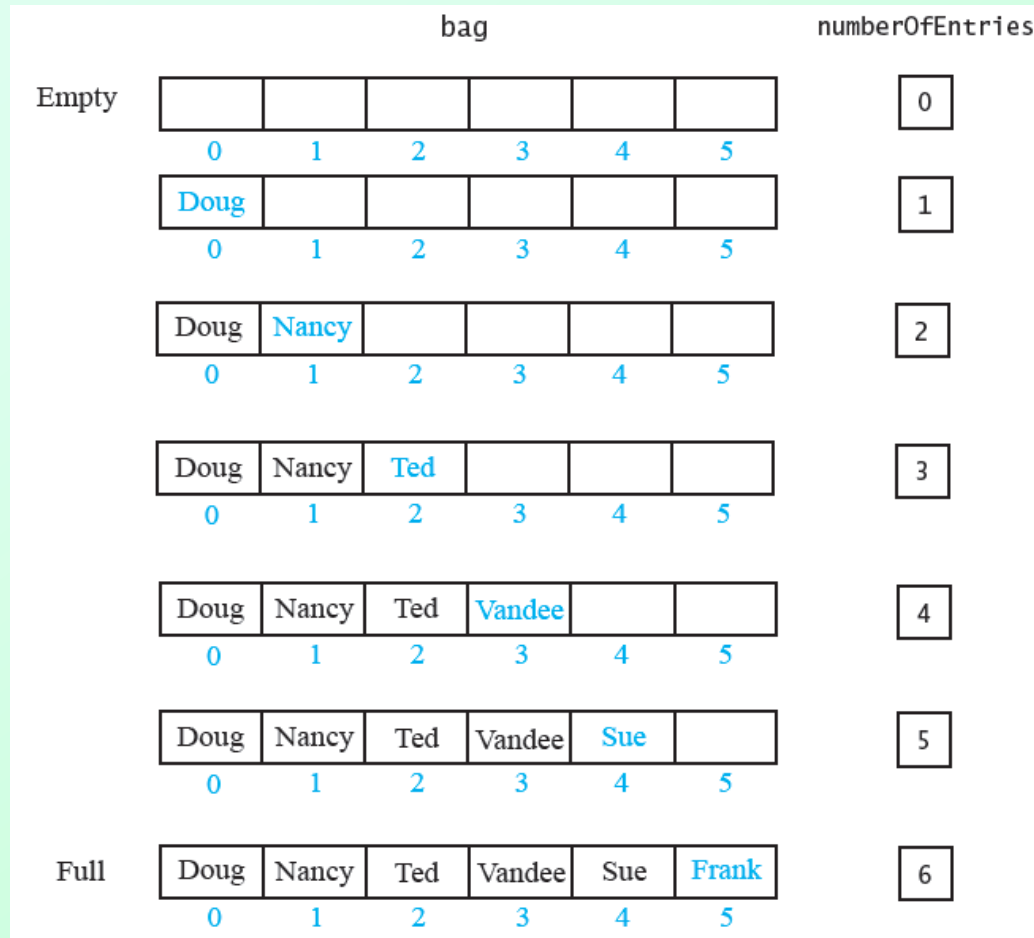 bag numberOfEntries
Empty 0
0 1 2 3 4 5
Doug 1
0 1 2 3 4 5
Doug Nancy 2
0 1 2 3 4 5
Doug Nancy Ted 3
0 1 2 3 4 5
Doug Nancy Ted Vandee 4
0 1 2 3 4 5
Doug Nancy Ted Vandee Sue 5
0 1 2 3 4 5
Full Doug Nancy Ted Vandee Sue Frank 6
0 1 2 3 4 5